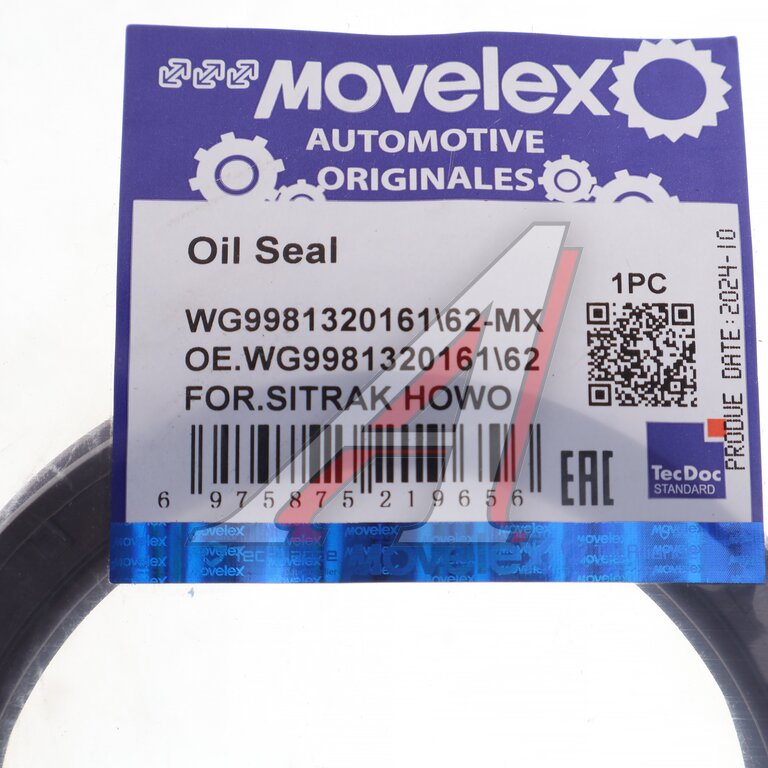 MOVELEX
AUTOMOTIVE
ORIGINALES
Oil Seal
1PC
WG9981320161\62-MX
OE.WG9981320161\62
FOR.SITRAK HOWO
6 975875 219656
EAC
TecDoc
STANDARD
PRODUE DATE:2024-10
MOVELEX